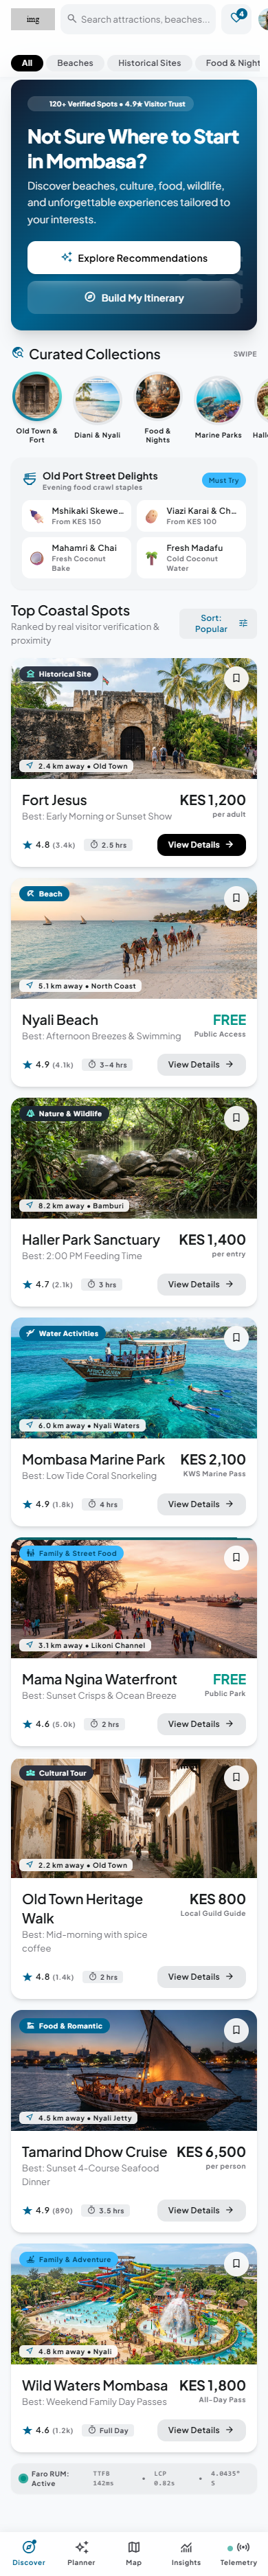 img
Search attractions, beaches...
4
All
Beaches
Historical Sites
Food & Night
120+ Verified Spots • 4.9★ Visitor Trust
Not Sure Where to Start
in Mombasa?
Discover beaches, culture, food, wildlife,
and unforgettable experiences tailored to
your interests.
Explore Recommendations
Build My Itinerary
Curated Collections
SWIPE
Old Town &
Fort
Diani & Nyali
Food &
Nights
Marine Parks
Halle
Old Port Street Delights
Evening food crawl staples
Must Try
Mshikaki Skewe...
From KES 150
Viazi Karai & Ch...
From KES 100
Mahamri & Chai
Fresh Coconut
Bake
Fresh Madafu
Cold Coconut
Water
Top Coastal Spots
Ranked by real visitor verification &
proximity
Sort:
Popular
Historical Site
2.4 km away • Old Town
Fort Jesus
KES 1,200
Best: Early Morning or Sunset Show
per adult
4.8 (3.4k)
2.5 hrs
View Details
Beach
5.1 km away • North Coast
Nyali Beach
FREE
Best: Afternoon Breezes & Swimming
Public Access
4.9 (4.1k)
3–4 hrs
View Details
Nature & Wildlife
8.2 km away • Bamburi
Haller Park Sanctuary
KES 1,400
Best: 2:00 PM Feeding Time
per entry
4.7 (2.1k)
3 hrs
View Details
Water Activities
6.0 km away • Nyali Waters
Mombasa Marine Park
KES 2,100
Best: Low Tide Coral Snorkeling
KWS Marine Pass
4.9 (1.8k)
4 hrs
View Details
Family & Street Food
3.1 km away • Likoni Channel
Mama Ngina Waterfront
FREE
Best: Sunset Crisps & Ocean Breeze
Public Park
4.6 (5.0k)
2 hrs
View Details
Cultural Tour
2.2 km away • Old Town
Old Town Heritage
Walk
KES 800
Local Guild Guide
Best: Mid-morning with spice
coffee
4.8 (1.4k)
2 hrs
View Details
Food & Romantic
4.5 km away • Nyali Jetty
Tamarind Dhow Cruise
KES 6,500
Best: Sunset 4-Course Seafood
Dinner
per person
4.9 (890)
3.5 hrs
View Details
Family & Adventure
4.8 km away • Nyali
Wild Waters Mombasa
KES 1,800
Best: Weekend Family Day Passes
All-Day Pass
4.6 (1.2k)
Full Day
View Details
Faro RUM:
Active
TTFB
142ms
•
LCP
0.82s
•
4.0435°
S
Discover
Planner
Map
Insights
Telemetry